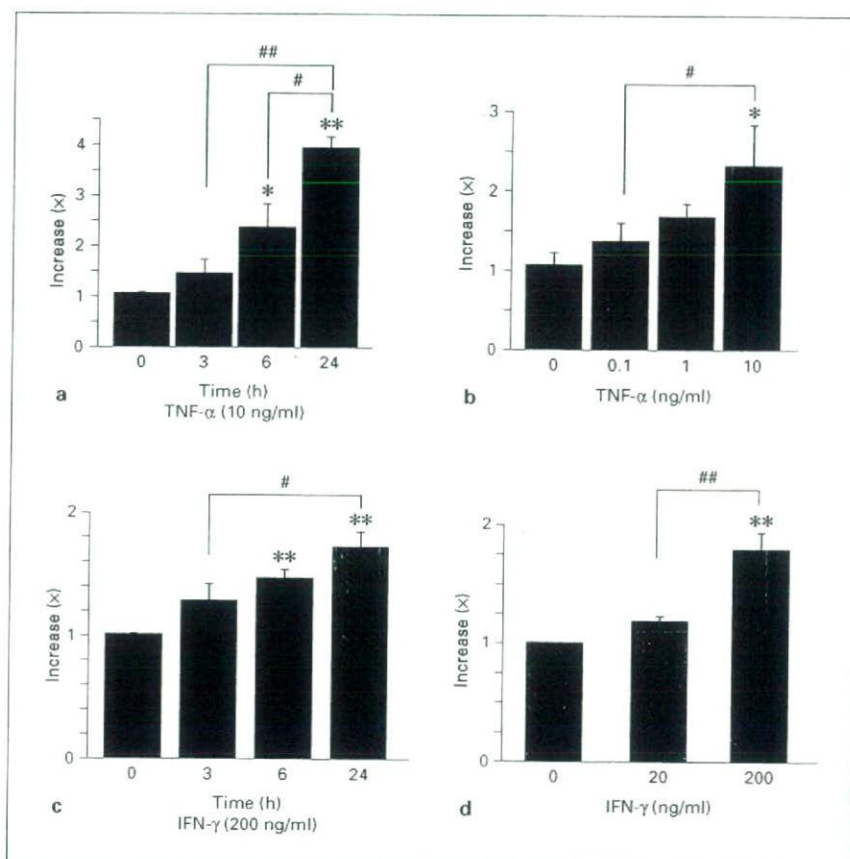 ##
#
**
*
4
3
2
1
0
Increase (x)
0 3 6 24
Time (h)
TNF-α (10 ng/ml)
a
#
*
3
2
1
0
Increase (x)
0 0.1 1 10
TNF-α (ng/ml)
b
#
**
**
2
1
0
Increase (x)
0 3 6 24
Time (h)
IFN-γ (200 ng/ml)
c
##
**
2
1
0
Increase (x)
0 20 200
IFN-γ (ng/ml)
d